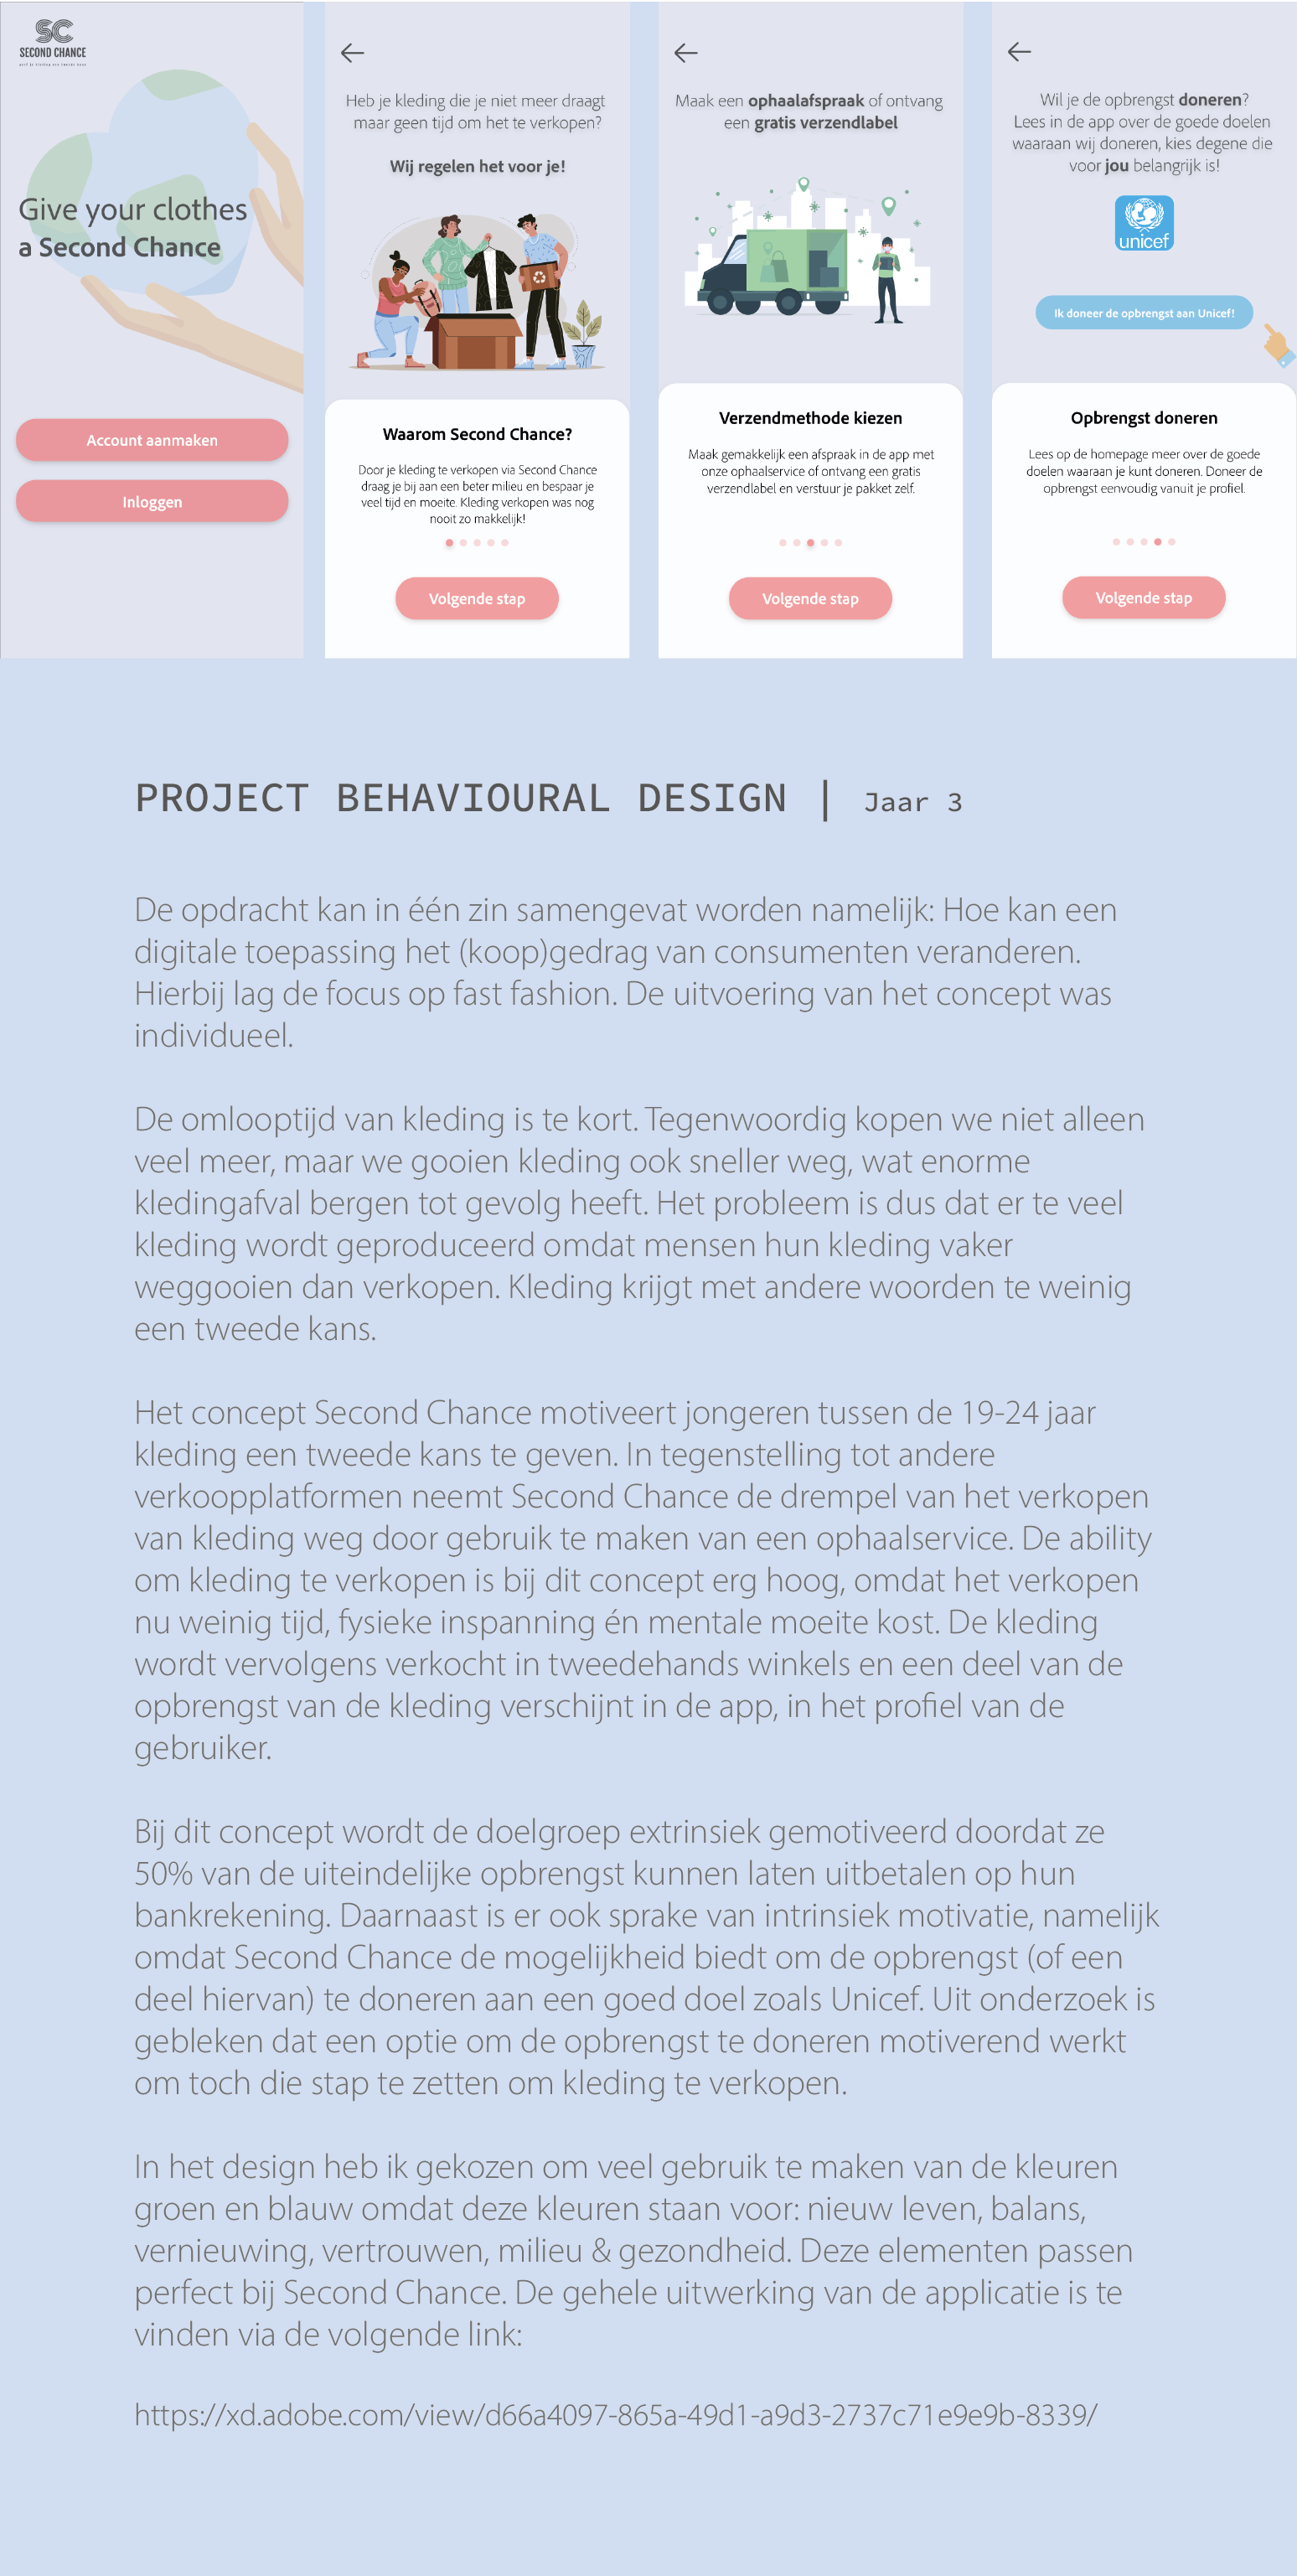 SC
SECOND CHANCE
Give your clothes
a Second Chance
Account aanmaken
Inloggen
Heb je kleding die je niet meer draagt
maar geen tijd om het te verkopen?
Wij regelen het voor je!
Waarom Second Chance?
Door je kleding te verkopen via Second Chance
draag je bij aan een beter milieu en bespaar je
veel tijd en moeite. Kleding verkopen was nog
nooit zo makkelijk!
Volgende stap
Maak een ophaalafspraak of ontvang
een gratis verzendlabel
Verzendmethode kiezen
Maak gemakkelijk een afspraak in de app met
onze ophaalservice of ontvang een gratis
verzendlabel en verstuur je pakket zelf.
Volgende stap
Wil je de opbrengst doneren?
Lees in de app over de goede doelen
waaraan wij doneren, kies degene die
voor jou belangrijk is!
unicef
Ik doneer de opbrengst aan Unicef!
Opbrengst doneren
Lees op de homepage meer over de goede
doelen waaraan je kunt doneren. Doneer de
opbrengst eenvoudig vanuit je profiel.
Volgende stap
PROJECT BEHAVIOURAL DESIGN | Jaar 3
De opdracht kan in één zin samengevat worden namelijk: Hoe kan een
digitale toepassing het (koop)gedrag van consumenten veranderen.
Hierbij lag de focus op fast fashion. De uitvoering van het concept was
individueel.
De omlooptijd van kleding is te kort. Tegenwoordig kopen we niet alleen
veel meer, maar we gooien kleding ook sneller weg, wat enorme
kledingafval bergen tot gevolg heeft. Het probleem is dus dat er te veel
kleding wordt geproduceerd omdat mensen hun kleding vaker
weggooien dan verkopen. Kleding krijgt met andere woorden te weinig
een tweede kans.
Het concept Second Chance motiveert jongeren tussen de 19-24 jaar
kleding een tweede kans te geven. In tegenstelling tot andere
verkoopplatformen neemt Second Chance de drempel van het verkopen
van kleding weg door gebruik te maken van een ophaalservice. De ability
om kleding te verkopen is bij dit concept erg hoog, omdat het verkopen
nu weinig tijd, fysieke inspanning én mentale moeite kost. De kleding
wordt vervolgens verkocht in tweedehands winkels en een deel van de
opbrengst van de kleding verschijnt in de app, in het profiel van de
gebruiker.
Bij dit concept wordt de doelgroep extrinsiek gemotiveerd doordat ze
50% van de uiteindelijke opbrengst kunnen laten uitbetalen op hun
bankrekening. Daarnaast is er ook sprake van intrinsiek motivatie, namelijk
omdat Second Chance de mogelijkheid biedt om de opbrengst (of een
deel hiervan) te doneren aan een goed doel zoals Unicef. Uit onderzoek is
gebleken dat een optie om de opbrengst te doneren motiverend werkt
om toch die stap te zetten om kleding te verkopen.
In het design heb ik gekozen om veel gebruik te maken van de kleuren
groen en blauw omdat deze kleuren staan voor: nieuw leven, balans,
vernieuwing, vertrouwen, milieu & gezondheid. Deze elementen passen
perfect bij Second Chance. De gehele uitwerking van de applicatie is te
vinden via de volgende link:
https://xd.adobe.com/view/d66a4097-865a-49d1-a9d3-2737c71e9e9b-8339/